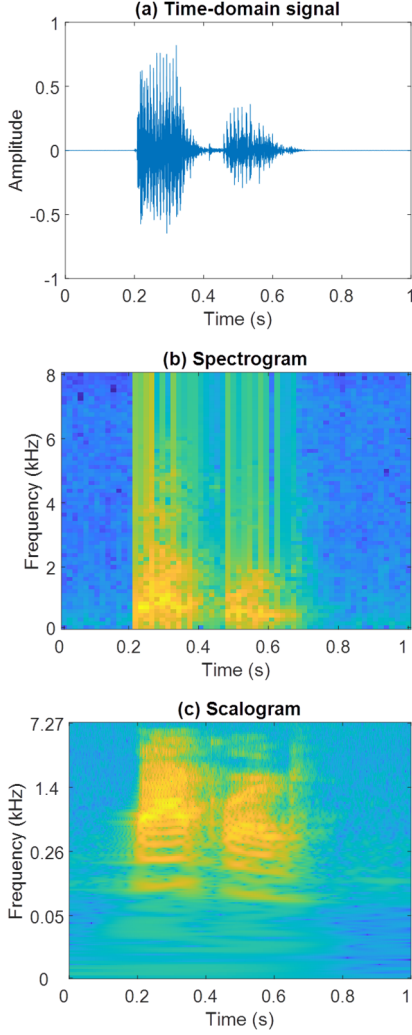 (a) Time-domain signal
1
0.5
0
-0.5
-1
Amplitude
0 0.2 0.4 0.6 0.8 1
Time (s)
(b) Spectrogram
8
6
4
2
0
Frequency (kHz)
0 0.2 0.4 0.6 0.8 1
Time (s)
(c) Scalogram
7.27
1.4
0.26
0.05
0
Frequency (kHz)
0 0.2 0.4 0.6 0.8 1
Time (s)